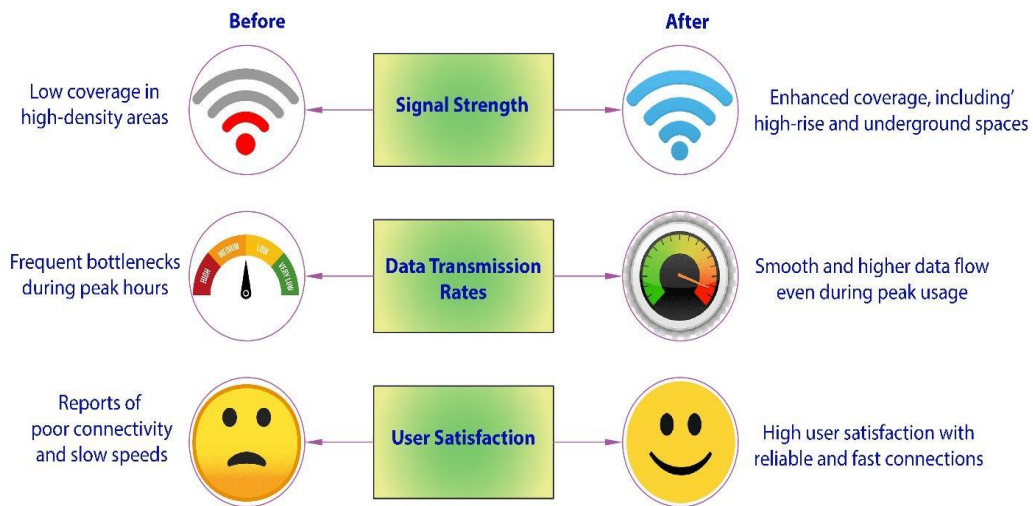 Before
After
Low coverage in
high-density areas
Signal Strength
Enhanced coverage, including’
high-rise and underground spaces
Frequent bottlenecks
during peak hours
HIGH
MEDIUM
LOW
VERY LOW
Data Transmission
Rates
Smooth and higher data flow
even during peak usage
Reports of
poor connectivity
and slow speeds
User Satisfaction
High user satisfaction with
reliable and fast connections